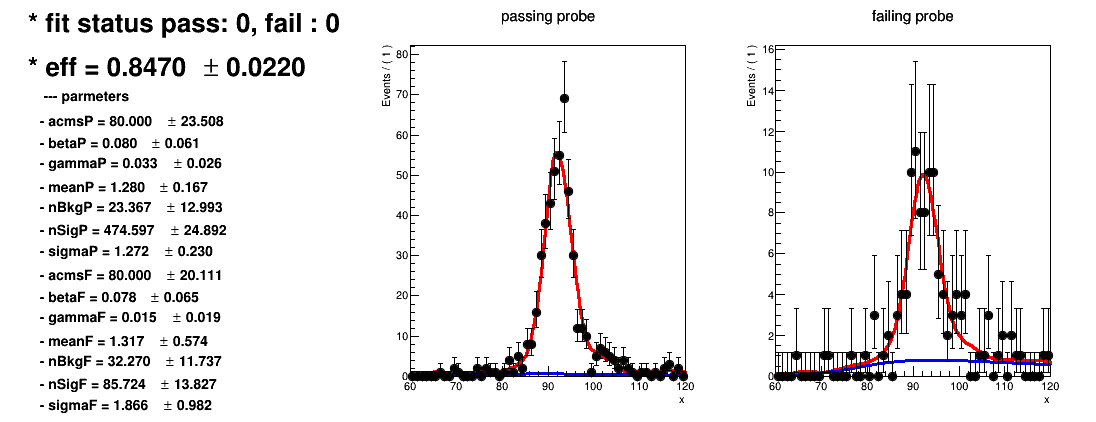 * fit status pass: 0, fail : 0
* eff = 0.8470 ± 0.0220
--- parmeters
- acmsP = 80.000 ± 23.508
- betaP = 0.080 ± 0.061
- gammaP = 0.033 ± 0.026
- meanP = 1.280 ± 0.167
- nBkgP = 23.367 ± 12.993
- nSigP = 474.597 ± 24.892
- sigmaP = 1.272 ± 0.230
- acmsF = 80.000 ± 20.111
- betaF = 0.078 ± 0.065
- gammaF = 0.015 ± 0.019
- meanF = 1.317 ± 0.574
- nBkgF = 32.270 ± 11.737
- nSigF = 85.724 ± 13.827
- sigmaF = 1.866 ± 0.982
passing probe
Events / ( 1 )
80
70
60
50
40
30
20
10
0
60 70 80 90 100 110 120
x
failing probe
Events / ( 1 )
16
14
12
10
8
6
4
2
0
60 70 80 90 100 110 120
x